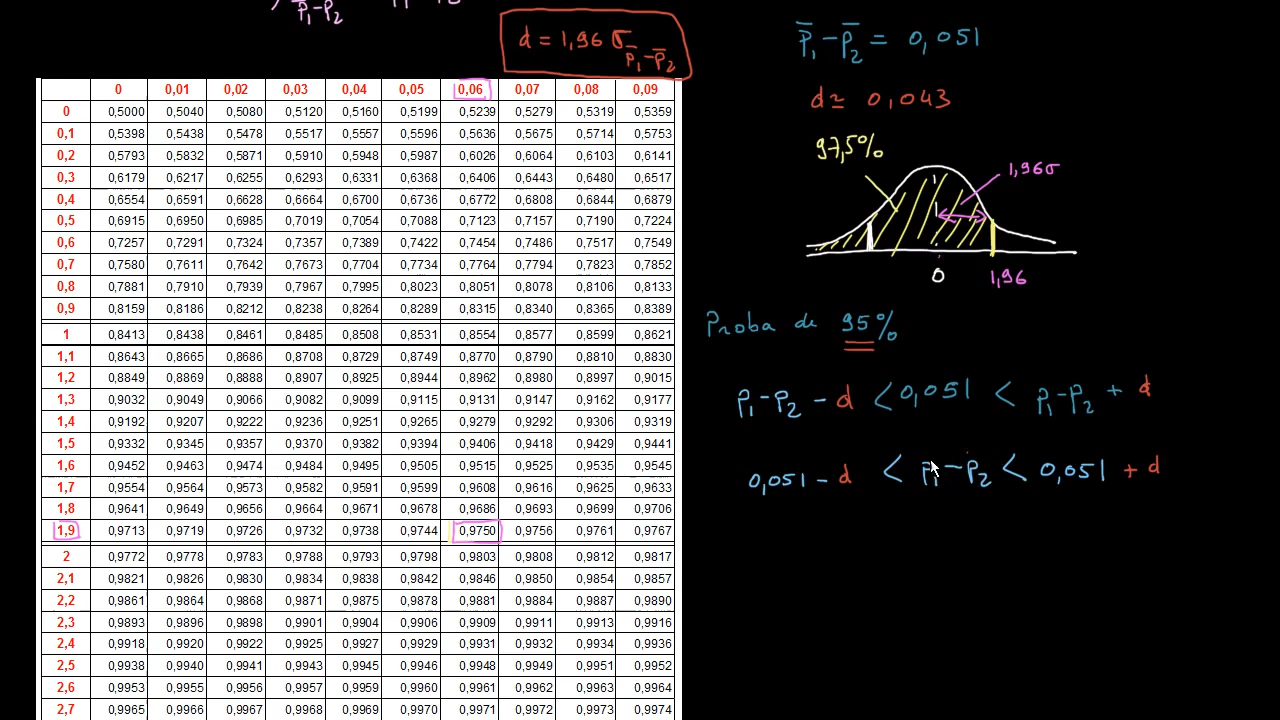 p̄₁-p̄₂
d = 1,96 σ p̄₁-p̄₂
p̄₁ - p̄₂ = 0,051
d ≃ 0,043
97,5%
1,96σ
0
1,96
Proba de 95%
p₁-p₂ - d < 0,051 < p₁-p₂ + d
0,051 - d < p₁-p₂ < 0,051 + d
0 0,01 0,02 0,03 0,04 0,05 0,06 0,07 0,08 0,09
0 0,5000 0,5040 0,5080 0,5120 0,5160 0,5199 0,5239 0,5279 0,5319 0,5359
0,1 0,5398 0,5438 0,5478 0,5517 0,5557 0,5596 0,5636 0,5675 0,5714 0,5753
0,2 0,5793 0,5832 0,5871 0,5910 0,5948 0,5987 0,6026 0,6064 0,6103 0,6141
0,3 0,6179 0,6217 0,6255 0,6293 0,6331 0,6368 0,6406 0,6443 0,6480 0,6517
0,4 0,6554 0,6591 0,6628 0,6664 0,6700 0,6736 0,6772 0,6808 0,6844 0,6879
0,5 0,6915 0,6950 0,6985 0,7019 0,7054 0,7088 0,7123 0,7157 0,7190 0,7224
0,6 0,7257 0,7291 0,7324 0,7357 0,7389 0,7422 0,7454 0,7486 0,7517 0,7549
0,7 0,7580 0,7611 0,7642 0,7673 0,7704 0,7734 0,7764 0,7794 0,7823 0,7852
0,8 0,7881 0,7910 0,7939 0,7967 0,7995 0,8023 0,8051 0,8078 0,8106 0,8133
0,9 0,8159 0,8186 0,8212 0,8238 0,8264 0,8289 0,8315 0,8340 0,8365 0,8389
1 0,8413 0,8438 0,8461 0,8485 0,8508 0,8531 0,8554 0,8577 0,8599 0,8621
1,1 0,8643 0,8665 0,8686 0,8708 0,8729 0,8749 0,8770 0,8790 0,8810 0,8830
1,2 0,8849 0,8869 0,8888 0,8907 0,8925 0,8944 0,8962 0,8980 0,8997 0,9015
1,3 0,9032 0,9049 0,9066 0,9082 0,9099 0,9115 0,9131 0,9147 0,9162 0,9177
1,4 0,9192 0,9207 0,9222 0,9236 0,9251 0,9265 0,9279 0,9292 0,9306 0,9319
1,5 0,9332 0,9345 0,9357 0,9370 0,9382 0,9394 0,9406 0,9418 0,9429 0,9441
1,6 0,9452 0,9463 0,9474 0,9484 0,9495 0,9505 0,9515 0,9525 0,9535 0,9545
1,7 0,9554 0,9564 0,9573 0,9582 0,9591 0,9599 0,9608 0,9616 0,9625 0,9633
1,8 0,9641 0,9649 0,9656 0,9664 0,9671 0,9678 0,9686 0,9693 0,9699 0,9706
1,9 0,9713 0,9719 0,9726 0,9732 0,9738 0,9744 0,9750 0,9756 0,9761 0,9767
2 0,9772 0,9778 0,9783 0,9788 0,9793 0,9798 0,9803 0,9808 0,9812 0,9817
2,1 0,9821 0,9826 0,9830 0,9834 0,9838 0,9842 0,9846 0,9850 0,9854 0,9857
2,2 0,9861 0,9864 0,9868 0,9871 0,9875 0,9878 0,9881 0,9884 0,9887 0,9890
2,3 0,9893 0,9896 0,9898 0,9901 0,9904 0,9906 0,9909 0,9911 0,9913 0,9916
2,4 0,9918 0,9920 0,9922 0,9925 0,9927 0,9929 0,9931 0,9932 0,9934 0,9936
2,5 0,9938 0,9940 0,9941 0,9943 0,9945 0,9946 0,9948 0,9949 0,9951 0,9952
2,6 0,9953 0,9955 0,9956 0,9957 0,9959 0,9960 0,9961 0,9962 0,9963 0,9964
2,7 0,9965 0,9966 0,9967 0,9968 0,9969 0,9970 0,9971 0,9972 0,9973 0,9974